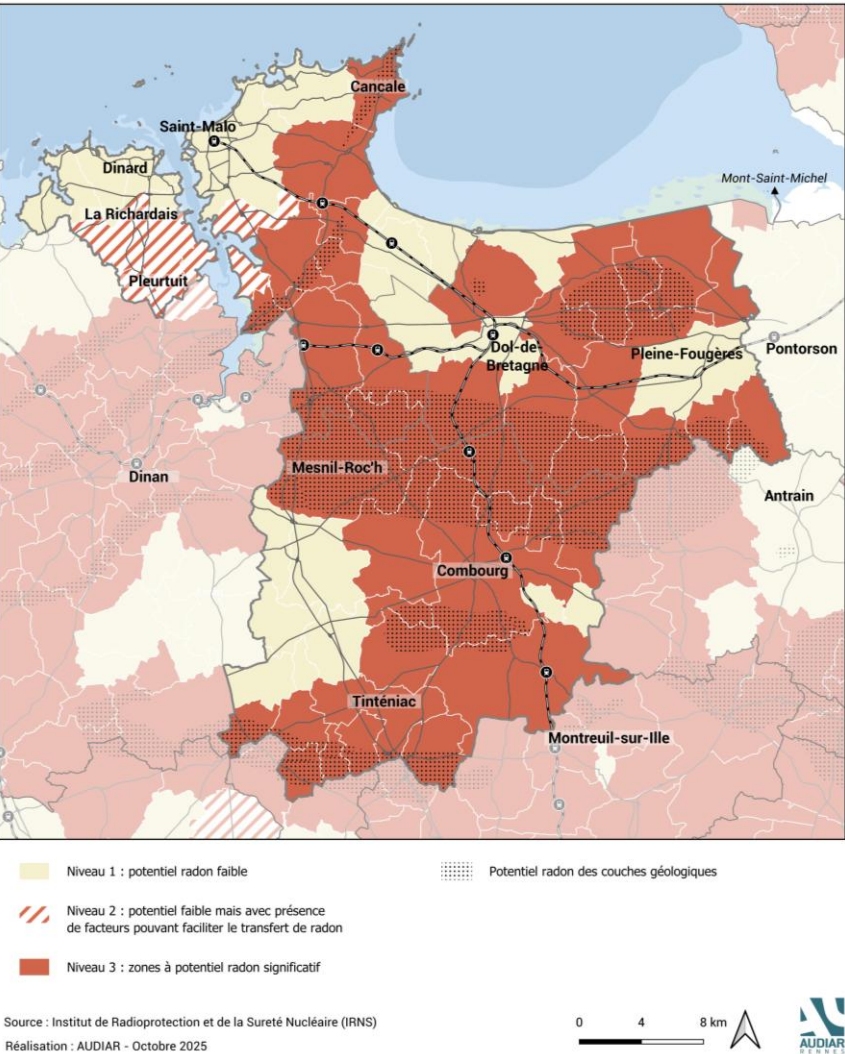 Cancale
Saint-Malo
Dinard
Mont-Saint-Michel
La Richardais
Pleurtuit
Dol-de-
Bretagne
Pleine-Fougères
Pontorson
Mesnil-Roc'h
Dinan
Antrain
Combourg
Tinténiac
Montreuil-sur-Ille
Niveau 1 : potentiel radon faible
Potentiel radon des couches géologiques
Niveau 2 : potentiel faible mais avec présence
de facteurs pouvant faciliter le transfert de radon
Niveau 3 : zones à potentiel radon significatif
Source : Institut de Radioprotection et de la Sureté Nucléaire (IRNS)
0 4 8 km
Réalisation : AUDIAR - Octobre 2025
AUDIAR
RENNES